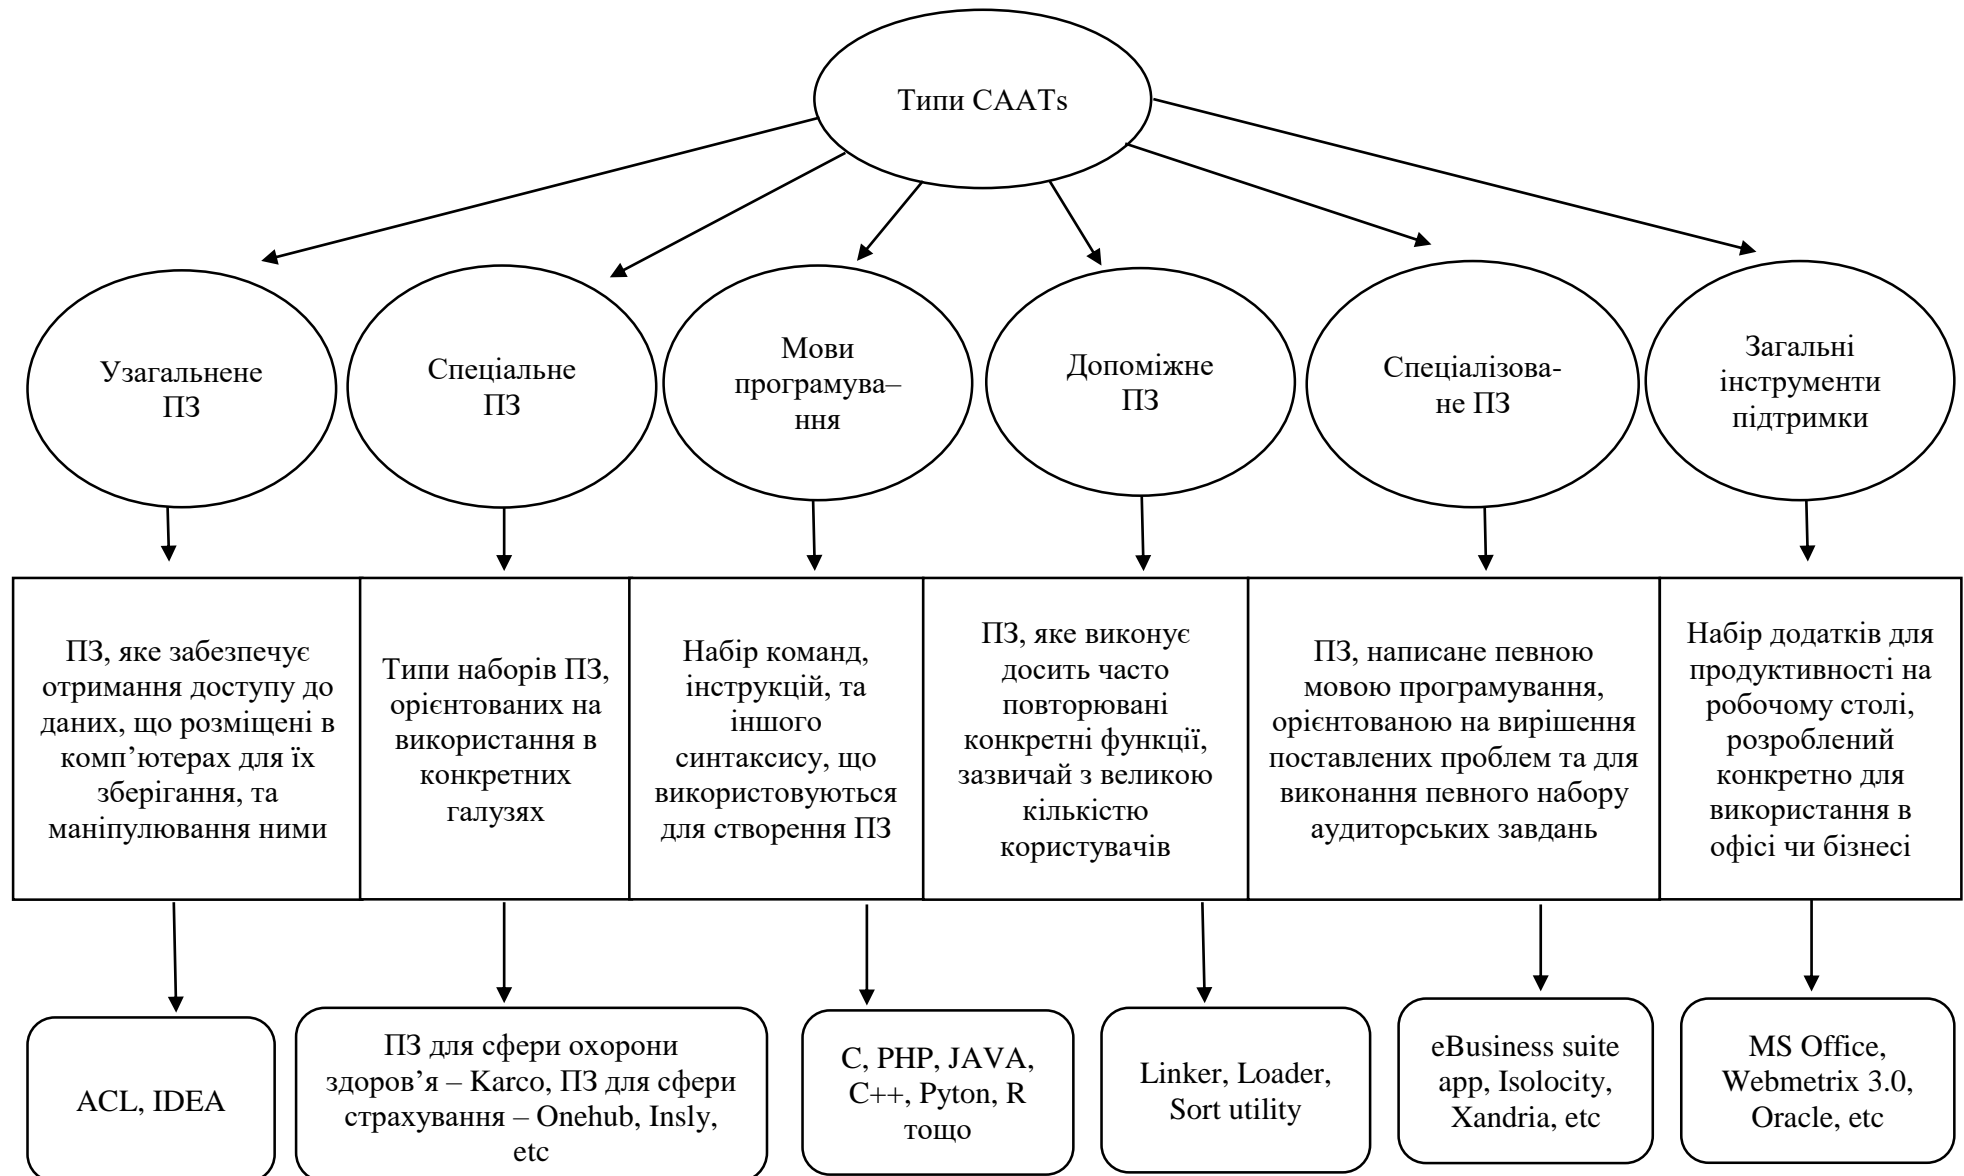 Типи CAATs
Узагальнене
ПЗ
Спеціальне
ПЗ
Мови
програмува–
ння
Допоміжне
ПЗ
Спеціалізова-
не ПЗ
Загальні
інструменти
підтримки
ПЗ, яке забезпечує
отримання доступу до
даних, що розміщені в
комп’ютерах для їх
зберігання, та
маніпулювання ними
Типи наборів ПЗ,
орієнтованих на
використання в
конкретних
галузях
Набір команд,
інструкцій, та
іншого
синтаксису, що
використовуються
для створення ПЗ
ПЗ, яке виконує
досить часто
повторювані
конкретні функції,
зазвичай з великою
кількістю
користувачів
ПЗ, написане певною
мовою програмування,
орієнтованою на вирішення
поставлених проблем та для
виконання певного набору
аудиторських завдань
Набір додатків для
продуктивності на
робочому столі,
розроблений
конкретно для
використання в
офісі чи бізнесі
ACL, IDEA
ПЗ для сфери охорони
здоров’я – Karco, ПЗ для сфери
страхування – Onehub, Insly,
etc
C, PHP, JAVA,
C++, Pyton, R
тощо
Linker, Loader,
Sort utility
eBusiness suite
app, Isolocity,
Xandria, etc
MS Office,
Webmetrix 3.0,
Oracle, etc